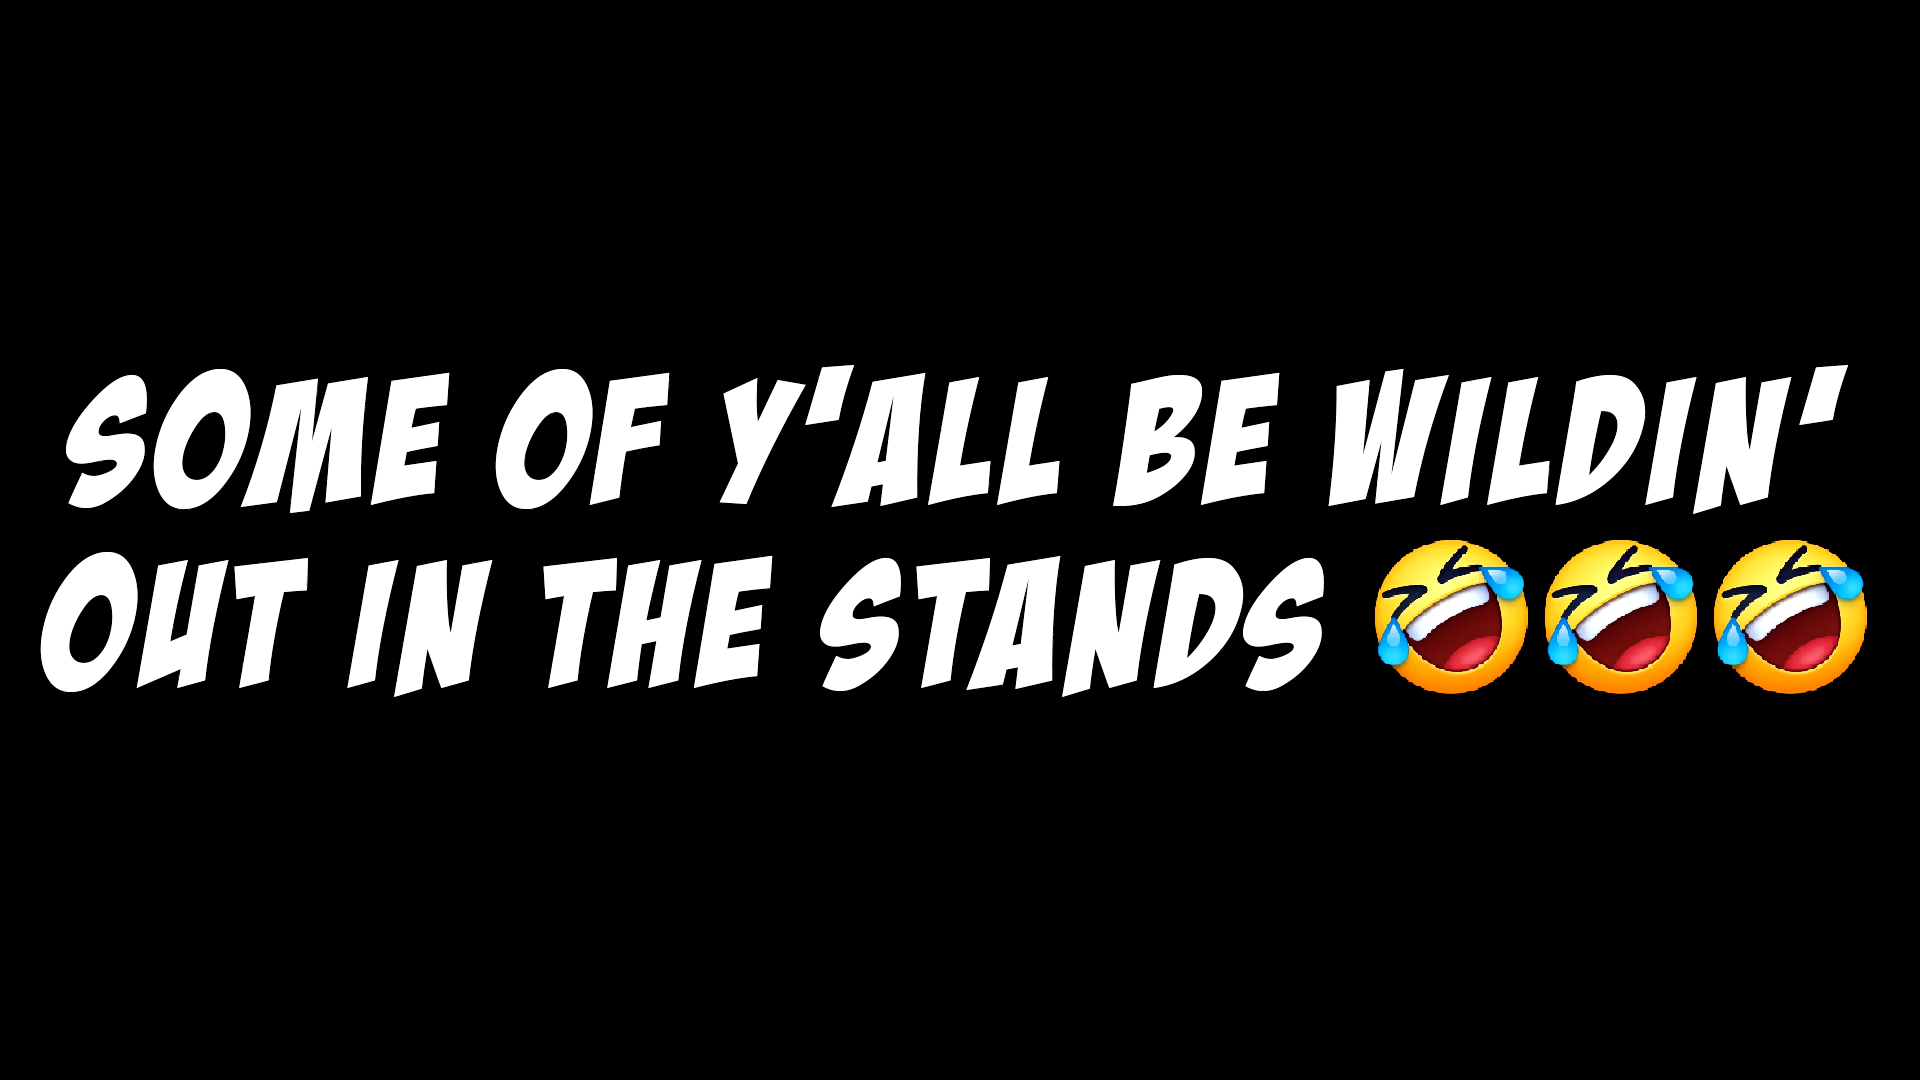 SOME OF Y'ALL BE WILDIN'
OUT IN THE STANDS 🤣🤣🤣